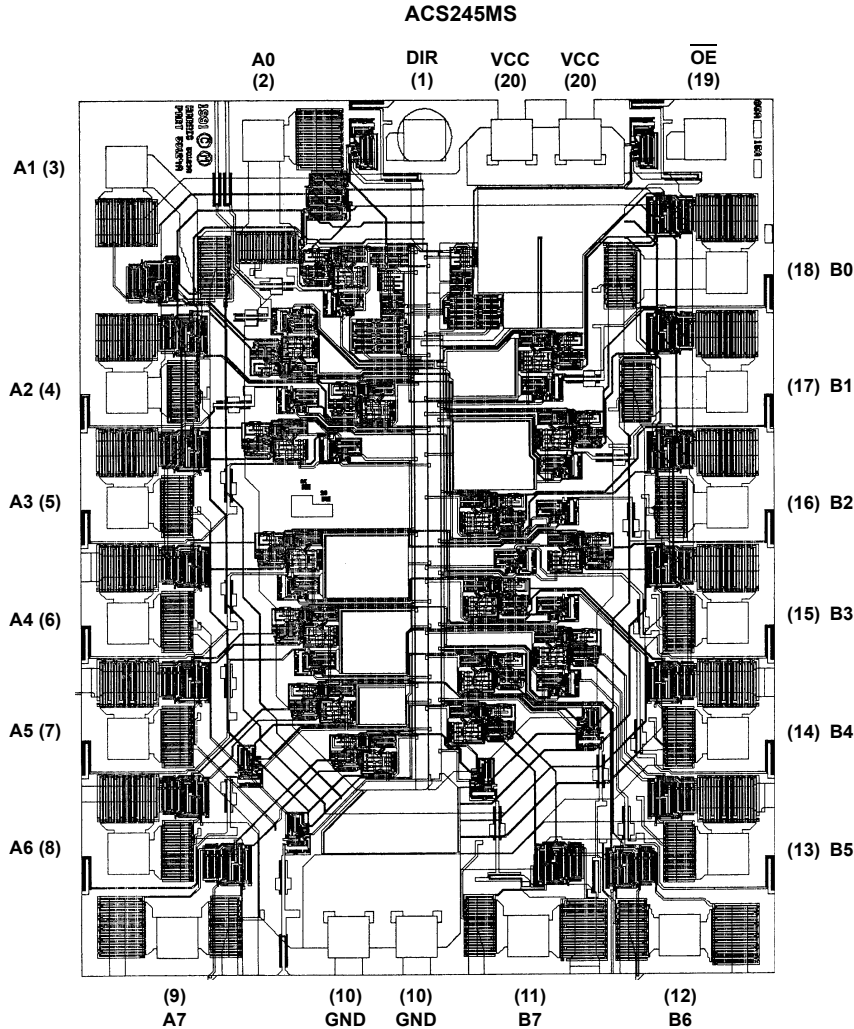 ACS245MS
A0
(2)
DIR
(1)
VCC
(20)
VCC
(20)
OE
(19)
A1 (3)
(18) B0
A2 (4)
(17) B1
A3 (5)
(16) B2
A4 (6)
(15) B3
A5 (7)
(14) B4
A6 (8)
(13) B5
(9)
A7
(10)
GND
(10)
GND
(11)
B7
(12)
B6